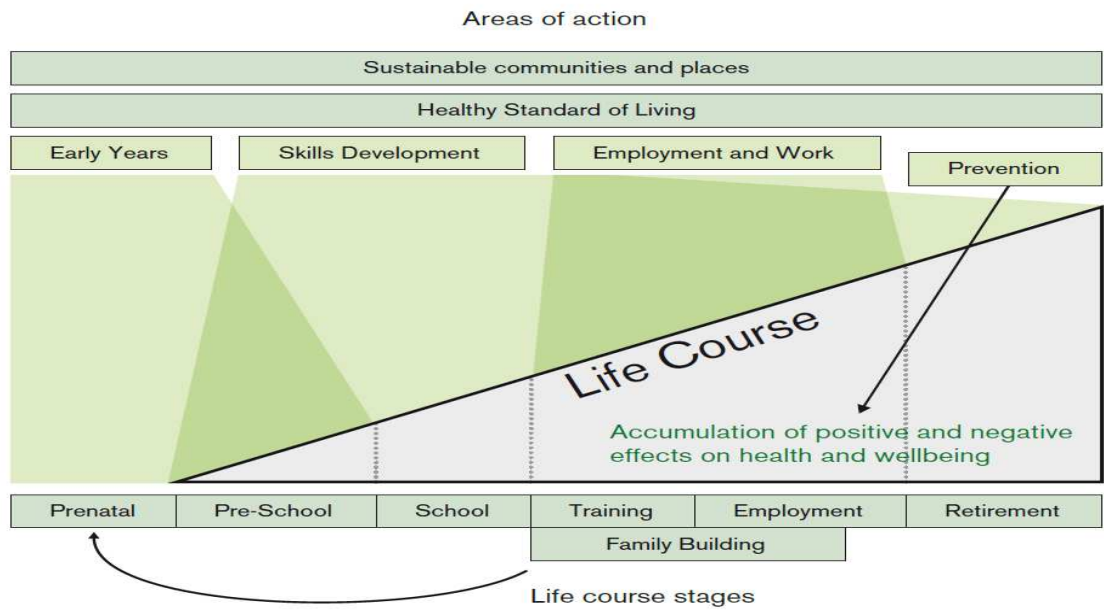 Areas of action
Sustainable communities and places
Healthy Standard of Living
Early Years
Skills Development
Employment and Work
Prevention
Life Course
Accumulation of positive and negative
effects on health and wellbeing
Prenatal
Pre-School
School
Training
Employment
Retirement
Family Building
Life course stages